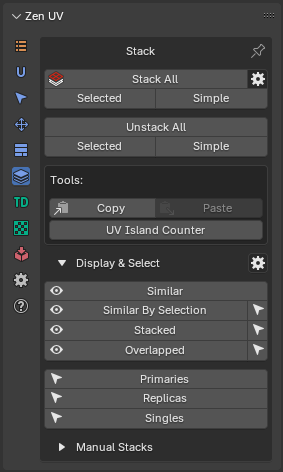 Zen UV
Stack
Stack All
Selected Simple
Unstack All
Selected Simple
Tools:
Copy Paste
UV Island Counter
Display & Select
Similar
Similar By Selection
Stacked
TD
Overlapped
Primaries
Replicas
Singles
Manual Stacks